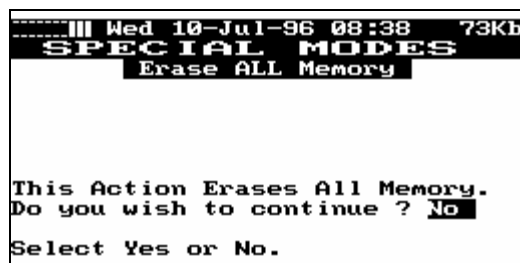 Wed 10-Jul-96 08:38 73Kb
SPECIAL MODES
Erase ALL Memory
This Action Erases All Memory.
Do you wish to continue ? No
Select Yes or No.